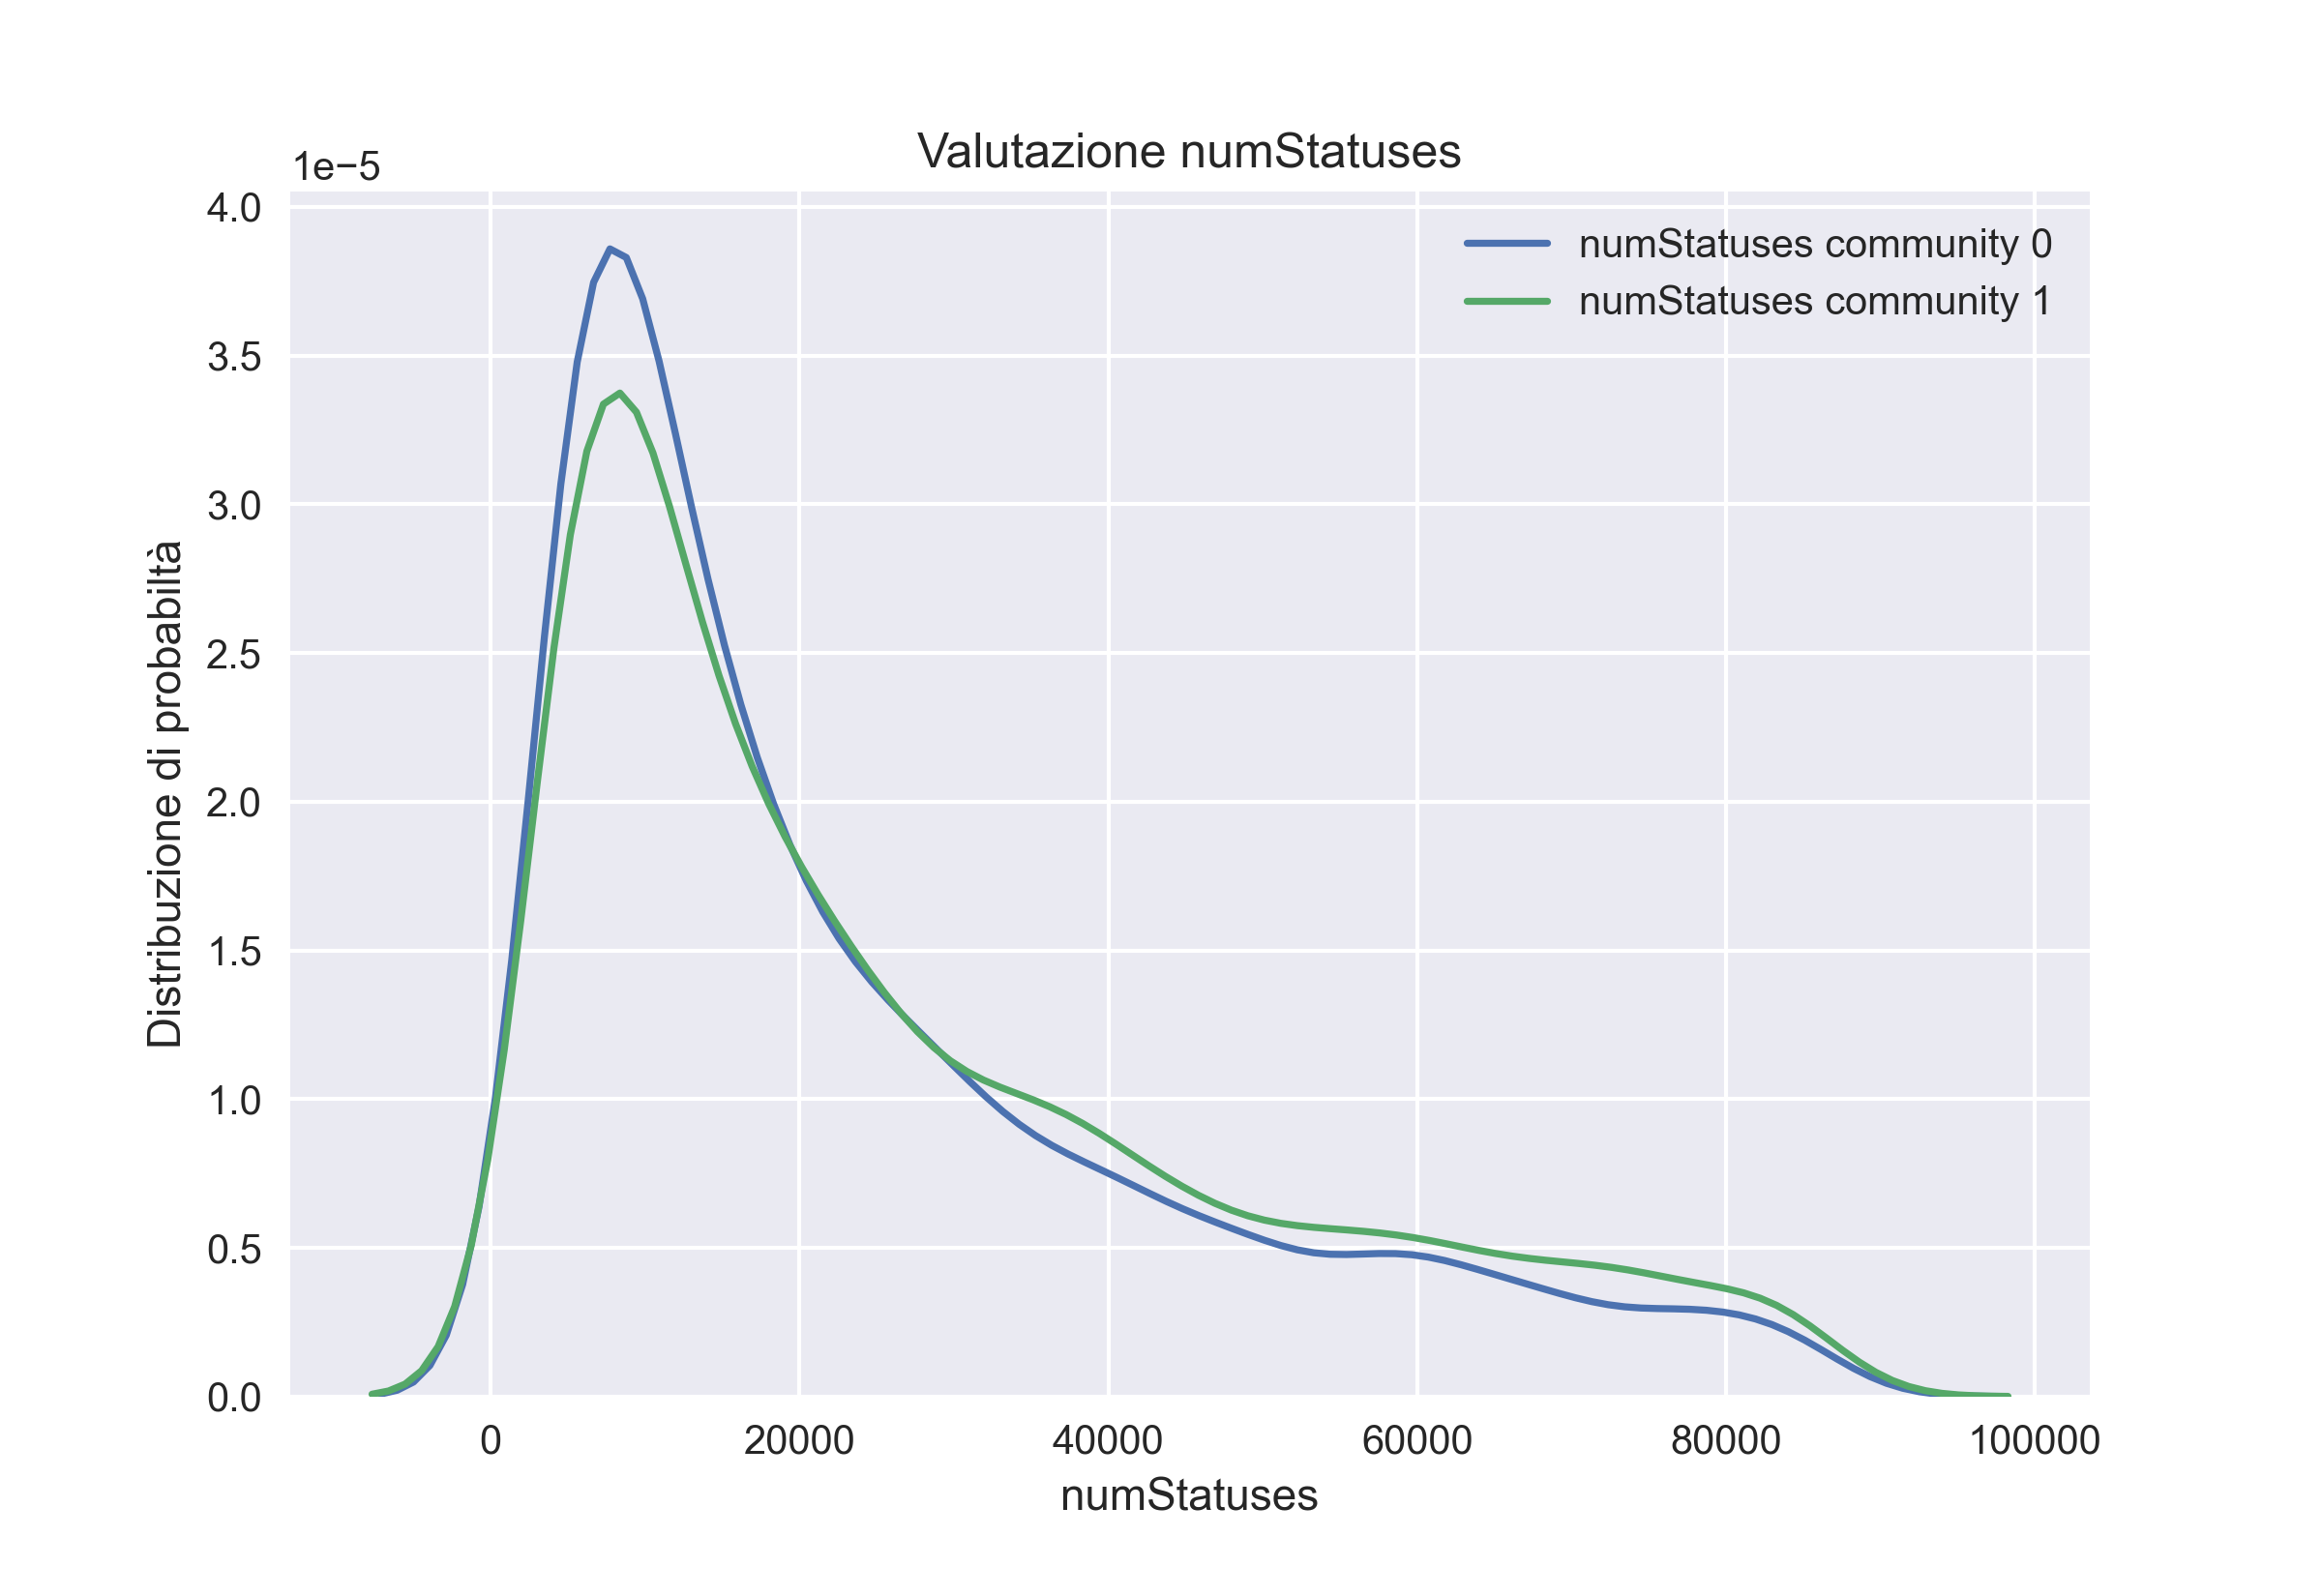 Valutazione numStatuses
1e−5
numStatuses community 0
numStatuses community 1
4.0
3.5
3.0
2.5
2.0
1.5
1.0
0.5
0.0
Distribuzione di probabiltà
0 20000 40000 60000 80000 100000
numStatuses